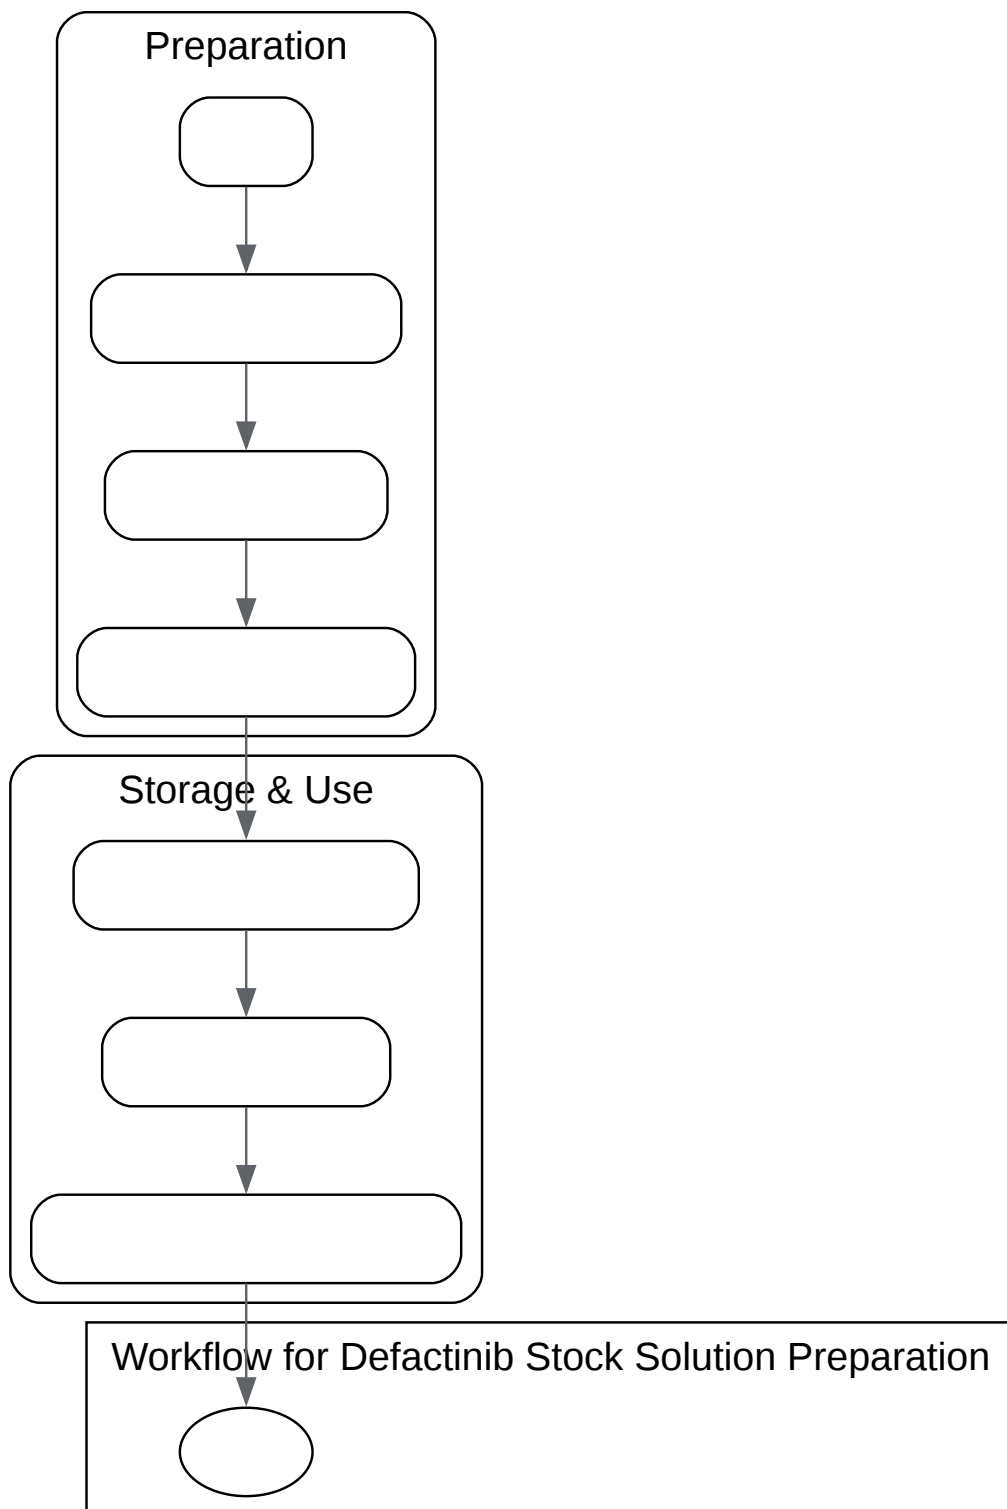 Preparation
Storage & Use
Workflow for Defactinib Stock Solution Preparation